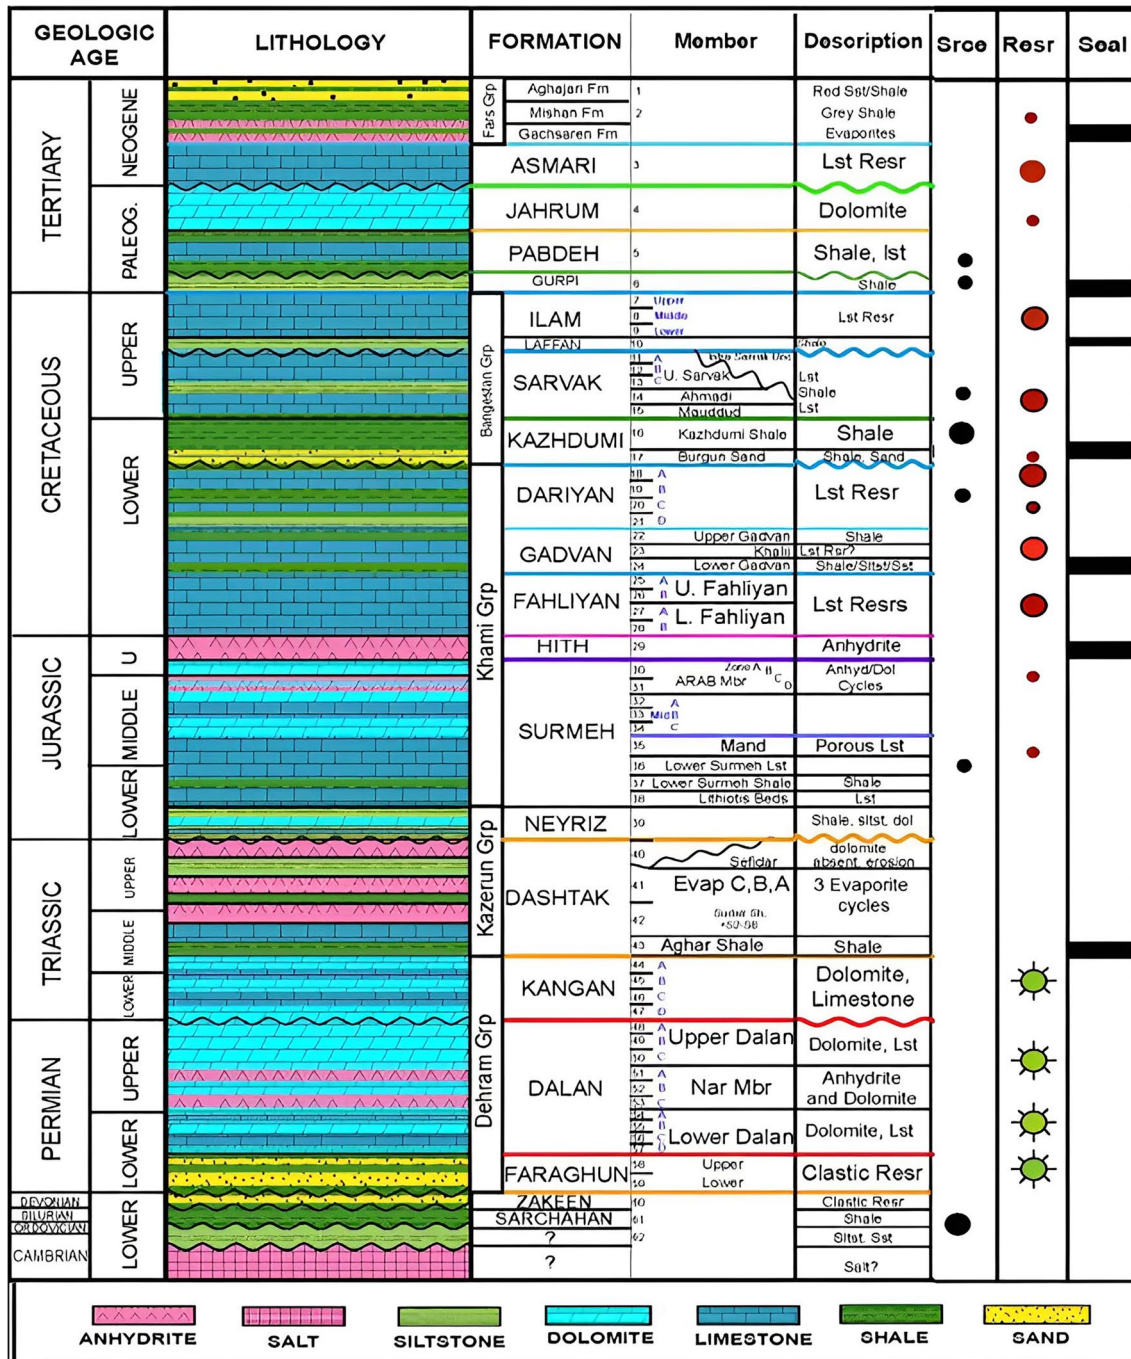 GEOLOGIC AGE
LITHOLOGY
FORMATION
Member
Description
Srce
Resr
Seal
TERTIARY
NEOGENE
PALEOG.
CRETACEOUS
UPPER
LOWER
JURASSIC
U
MIDDLE
LOWER
TRIASSIC
UPPER
MIDDLE
LOWER
PERMIAN
UPPER
LOWER
DEVONIAN
ORDOVICIAN
CAMBRIAN
LOWER
Fars Grp
Bangestan Grp
Khami Grp
Kazerun Grp
Dehram Grp
Aghajari Fm 1 Red Sst/Shale
Mishan Fm 2 Grey Shale
Gachsaren Fm Evaporites
ASMARI 3 Lst Resr
JAHRUM 4 Dolomite
PABDEH 5 Shale, lst
GURPI 6 Shale
ILAM Lst Resr
7 Upper
8 Middle
9 Lower
LAFFAN 10 Shale
SARVAK
11 A
12 B U. Sarvak Lst
13 C
14 Ahmadi Shale
15 Mauddud Lst
KAZHDUMI
16 Kazhdumi Shale Shale
17 Burgun Sand Shale, Sand
DARIYAN Lst Resr
18 A
19 B
20 C
21 D
GADVAN
22 Upper Gadvan Shale
23 Khalij Lst Rsr?
24 Lower Gadvan Shale/Sltst/Sst
FAHLIYAN Lst Resrs
25 A U. Fahliyan
26 B
27 A L. Fahliyan
B
HITH 29 Anhydrite
SURMEH
30 Zone A B C D Anhyd/Dol
31 ARAB Mbr Cycles
32 A
33 Mid B
34 C
35 Mand Porous Lst
36 Lower Surmeh Lst
37 Lower Surmeh Shale Shale
38 Lithiotis Beds Lst
NEYRIZ 39 Shale, sltst, dol
DASHTAK
40 Sefidar dolomite absent, erosion
41 Evap C,B,A 3 Evaporite cycles
42
43 Aghar Shale Shale
KANGAN Dolomite, Limestone
44 A
45 B
46 C
47 D
DALAN
48 A
49 B Upper Dalan Dolomite, Lst
50 C
51 A
52 B Nar Mbr Anhydrite and Dolomite
53 C
A
B
C Lower Dalan Dolomite, Lst
D
FARAGHUN Clastic Resr
58 Upper
59 Lower
ZAKEEN Clastic Resr
SARCHAHAN 61 Shale
? 62 Sltst, Sst
? Salt?
ANHYDRITE
SALT
SILTSTONE
DOLOMITE
LIMESTONE
SHALE
SAND